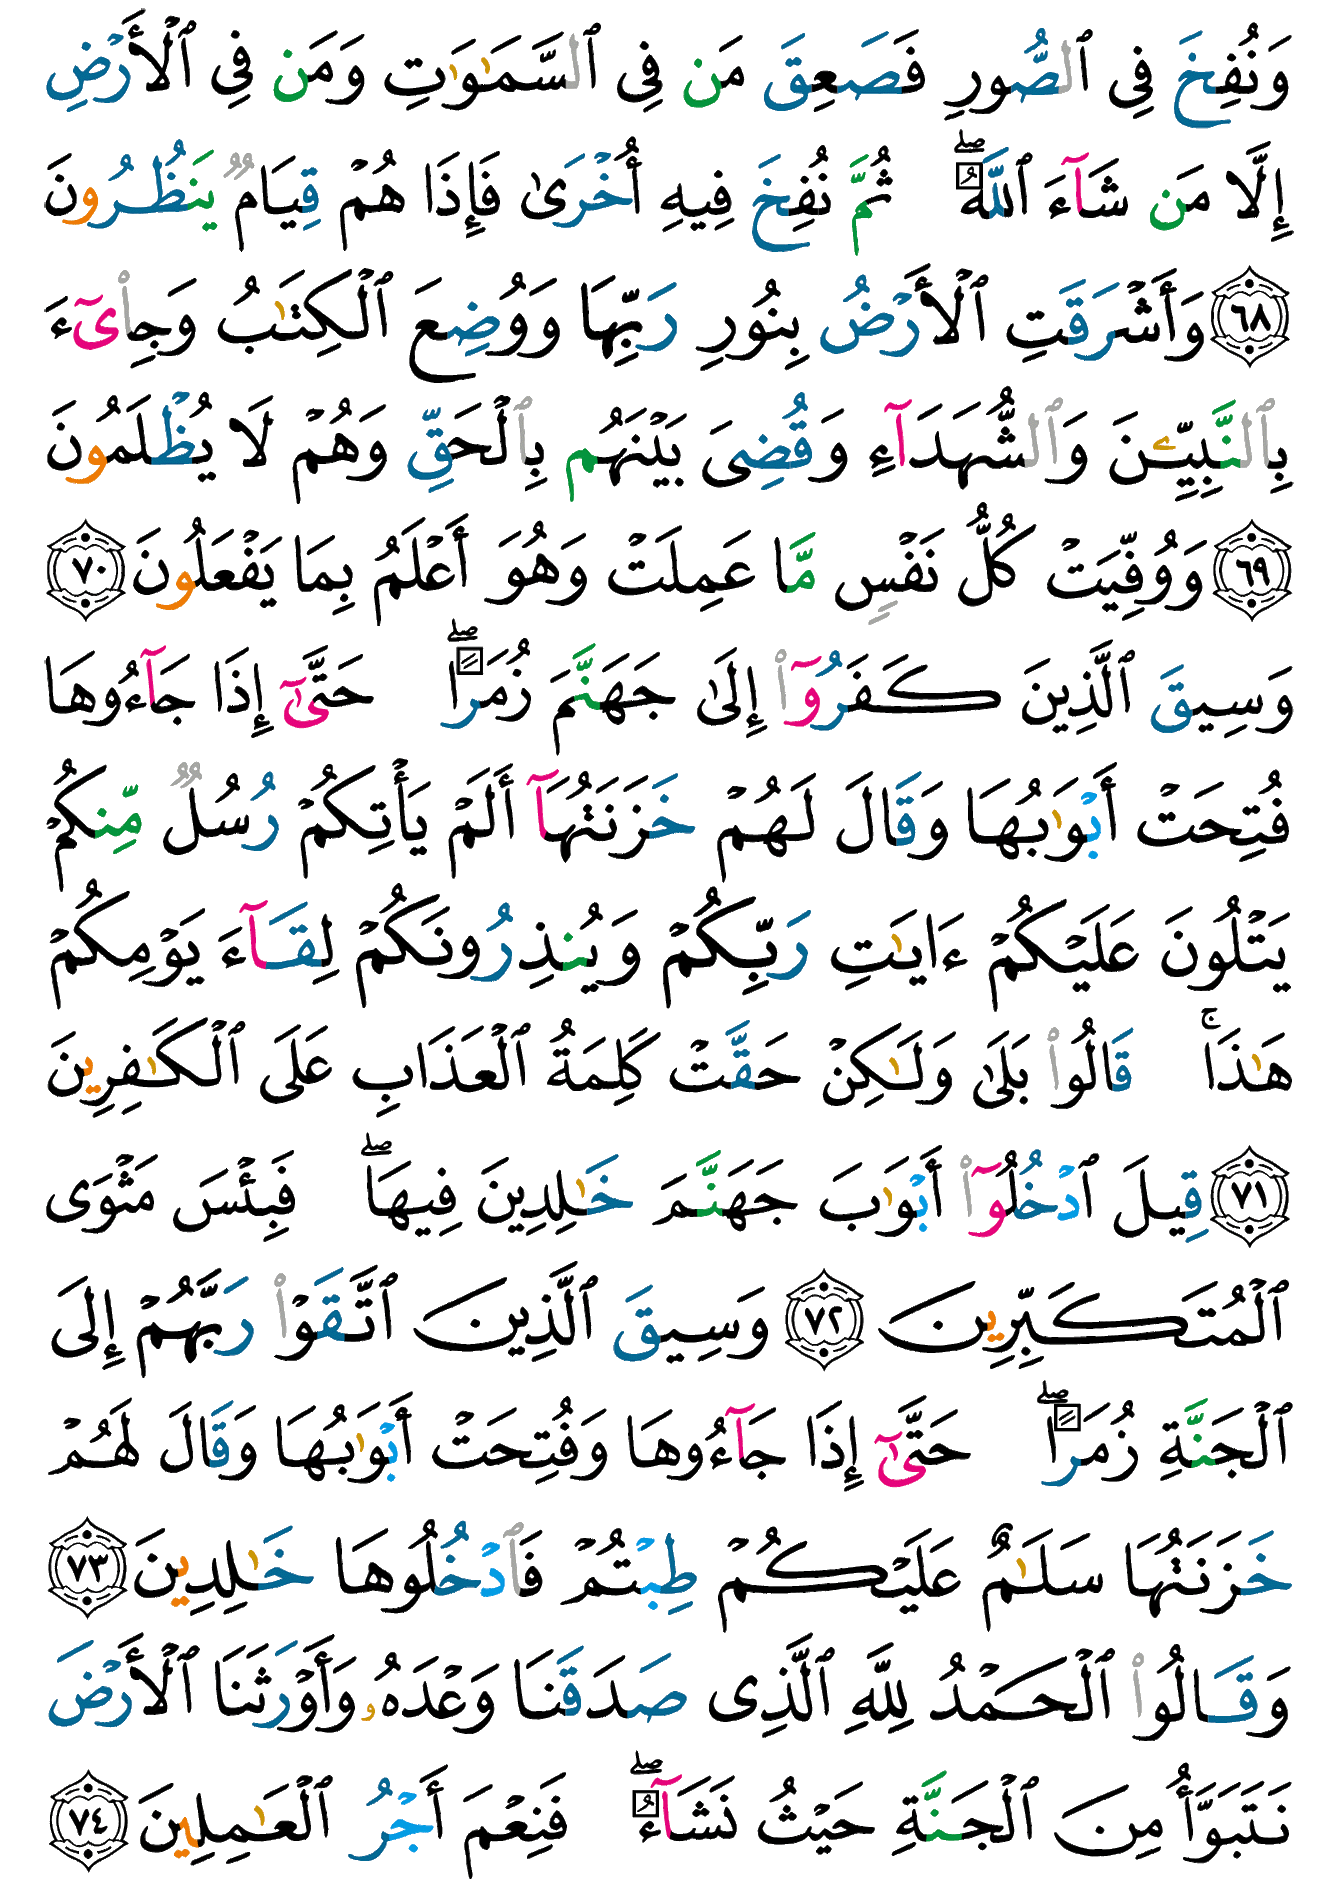 وَنُفِخَ فِى ٱلصُّورِ فَصَعِقَ مَن فِى ٱلسَّمَٰوَٰتِ وَمَن فِى ٱلْأَرْضِ
إِلَّا مَن شَآءَ ٱللَّهُ ۖ ثُمَّ نُفِخَ فِيهِ أُخْرَىٰ فَإِذَا هُمْ قِيَامٌ يَنظُرُونَ
٦٨ وَأَشْرَقَتِ ٱلْأَرْضُ بِنُورِ رَبِّهَا وَوُضِعَ ٱلْكِتَٰبُ وَجِا۟ىٓءَ
بِٱلنَّبِيِّۦنَ وَٱلشُّهَدَآءِ وَقُضِىَ بَيْنَهُم بِٱلْحَقِّ وَهُمْ لَا يُظْلَمُونَ
٦٩ وَوُفِّيَتْ كُلُّ نَفْسٍ مَّا عَمِلَتْ وَهُوَ أَعْلَمُ بِمَا يَفْعَلُونَ ٧٠
وَسِيقَ ٱلَّذِينَ كَفَرُوٓا۟ إِلَىٰ جَهَنَّمَ زُمَرًا ۖ حَتَّىٰٓ إِذَا جَآءُوهَا
فُتِحَتْ أَبْوَٰبُهَا وَقَالَ لَهُمْ خَزَنَتُهَآ أَلَمْ يَأْتِكُمْ رُسُلٌ مِّنكُمْ
يَتْلُونَ عَلَيْكُمْ ءَايَٰتِ رَبِّكُمْ وَيُنذِرُونَكُمْ لِقَآءَ يَوْمِكُمْ
هَٰذَا ۚ قَالُوا۟ بَلَىٰ وَلَٰكِنْ حَقَّتْ كَلِمَةُ ٱلْعَذَابِ عَلَى ٱلْكَٰفِرِينَ
٧١ قِيلَ ٱدْخُلُوٓا۟ أَبْوَٰبَ جَهَنَّمَ خَٰلِدِينَ فِيهَا ۖ فَبِئْسَ مَثْوَى
ٱلْمُتَكَبِّرِينَ ٧٢ وَسِيقَ ٱلَّذِينَ ٱتَّقَوْا۟ رَبَّهُمْ إِلَى
ٱلْجَنَّةِ زُمَرًا ۖ حَتَّىٰٓ إِذَا جَآءُوهَا وَفُتِحَتْ أَبْوَٰبُهَا وَقَالَ لَهُمْ
خَزَنَتُهَا سَلَٰمٌ عَلَيْكُمْ طِبْتُمْ فَٱدْخُلُوهَا خَٰلِدِينَ ٧٣
وَقَالُوا۟ ٱلْحَمْدُ لِلَّهِ ٱلَّذِى صَدَقَنَا وَعْدَهُۥ وَأَوْرَثَنَا ٱلْأَرْضَ
نَتَبَوَّأُ مِنَ ٱلْجَنَّةِ حَيْثُ نَشَآءُ ۖ فَنِعْمَ أَجْرُ ٱلْعَٰمِلِينَ ٧٤